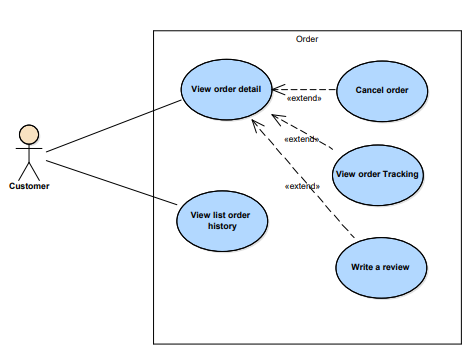 Order
View order detail
Cancel order
«extend»
Customer
«extend»
View order Tracking
«extend»
View list order
history
Write a review